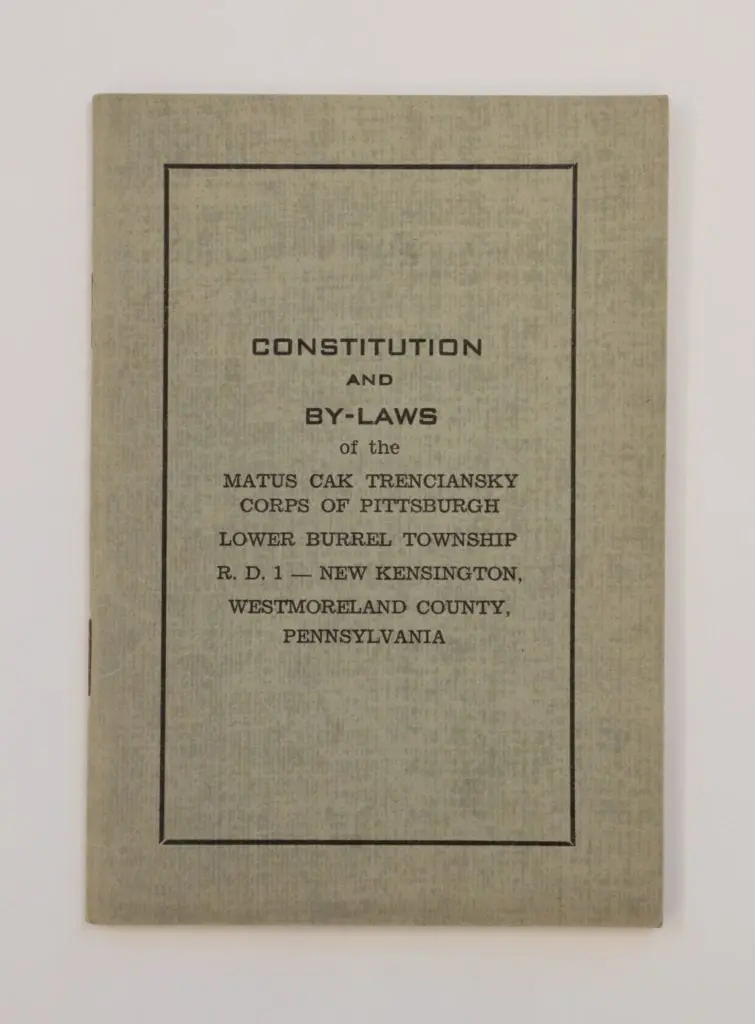 CONSTITUTION
AND
BY-LAWS
of the
MATUS CAK TRENCIANSKY
CORPS OF PITTSBURGH
LOWER BURREL TOWNSHIP
R. D. 1 — NEW KENSINGTON,
WESTMORELAND COUNTY,
PENNSYLVANIA